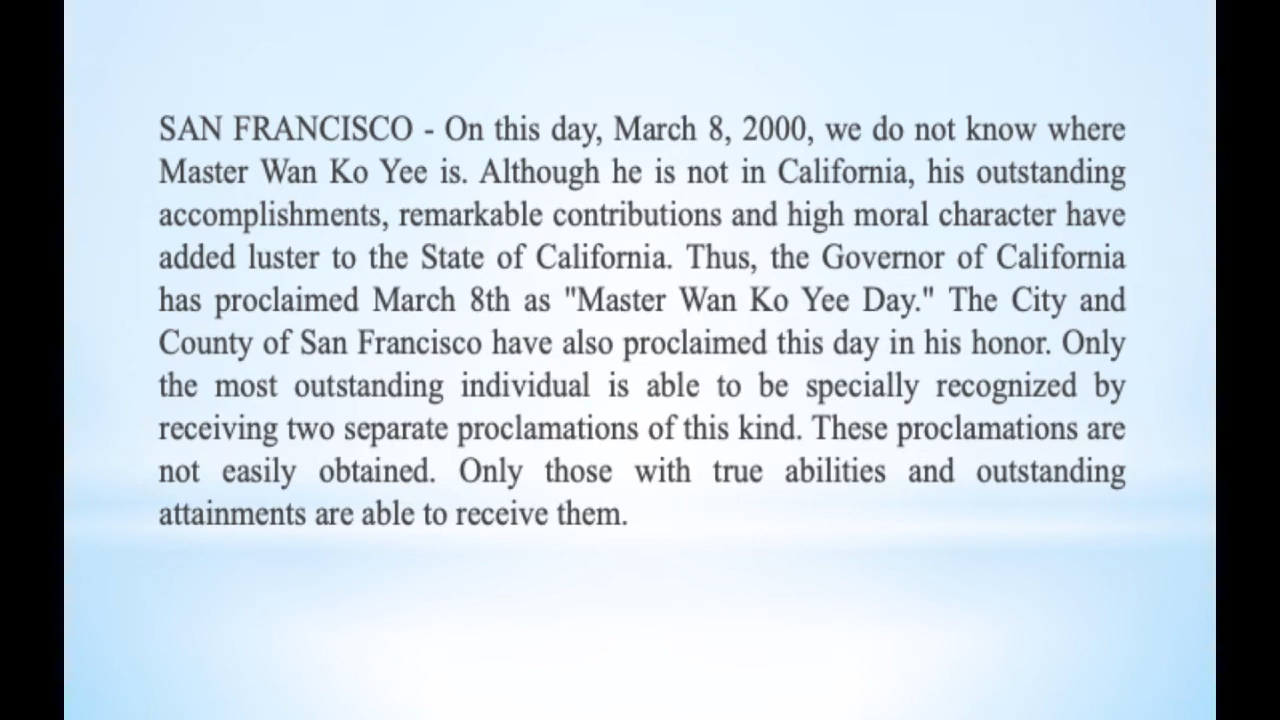 SAN FRANCISCO - On this day, March 8, 2000, we do not know where
Master Wan Ko Yee is. Although he is not in California, his outstanding
accomplishments, remarkable contributions and high moral character have
added luster to the State of California. Thus, the Governor of California
has proclaimed March 8th as "Master Wan Ko Yee Day." The City and
County of San Francisco have also proclaimed this day in his honor. Only
the most outstanding individual is able to be specially recognized by
receiving two separate proclamations of this kind. These proclamations are
not easily obtained. Only those with true abilities and outstanding
attainments are able to receive them.